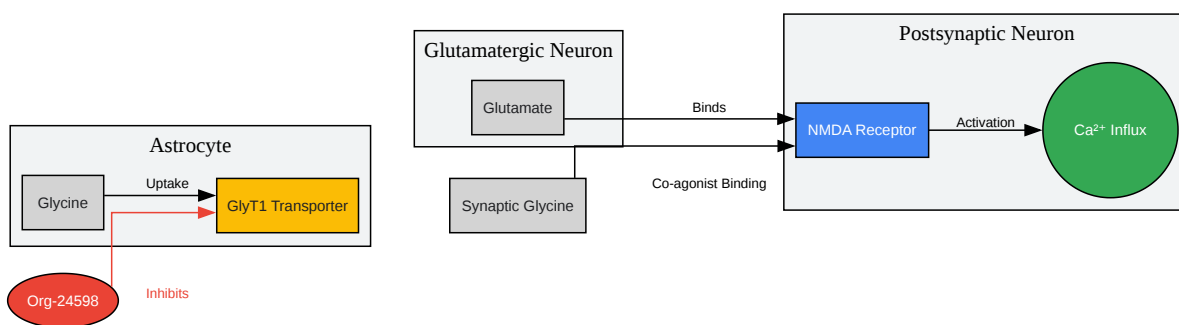 Astrocyte
Glycine
Uptake
GlyT1 Transporter
Org-24598
Inhibits
Glutamatergic Neuron
Glutamate
Binds
Synaptic Glycine
Co-agonist Binding
Postsynaptic Neuron
NMDA Receptor
Activation
Ca²⁺ Influx